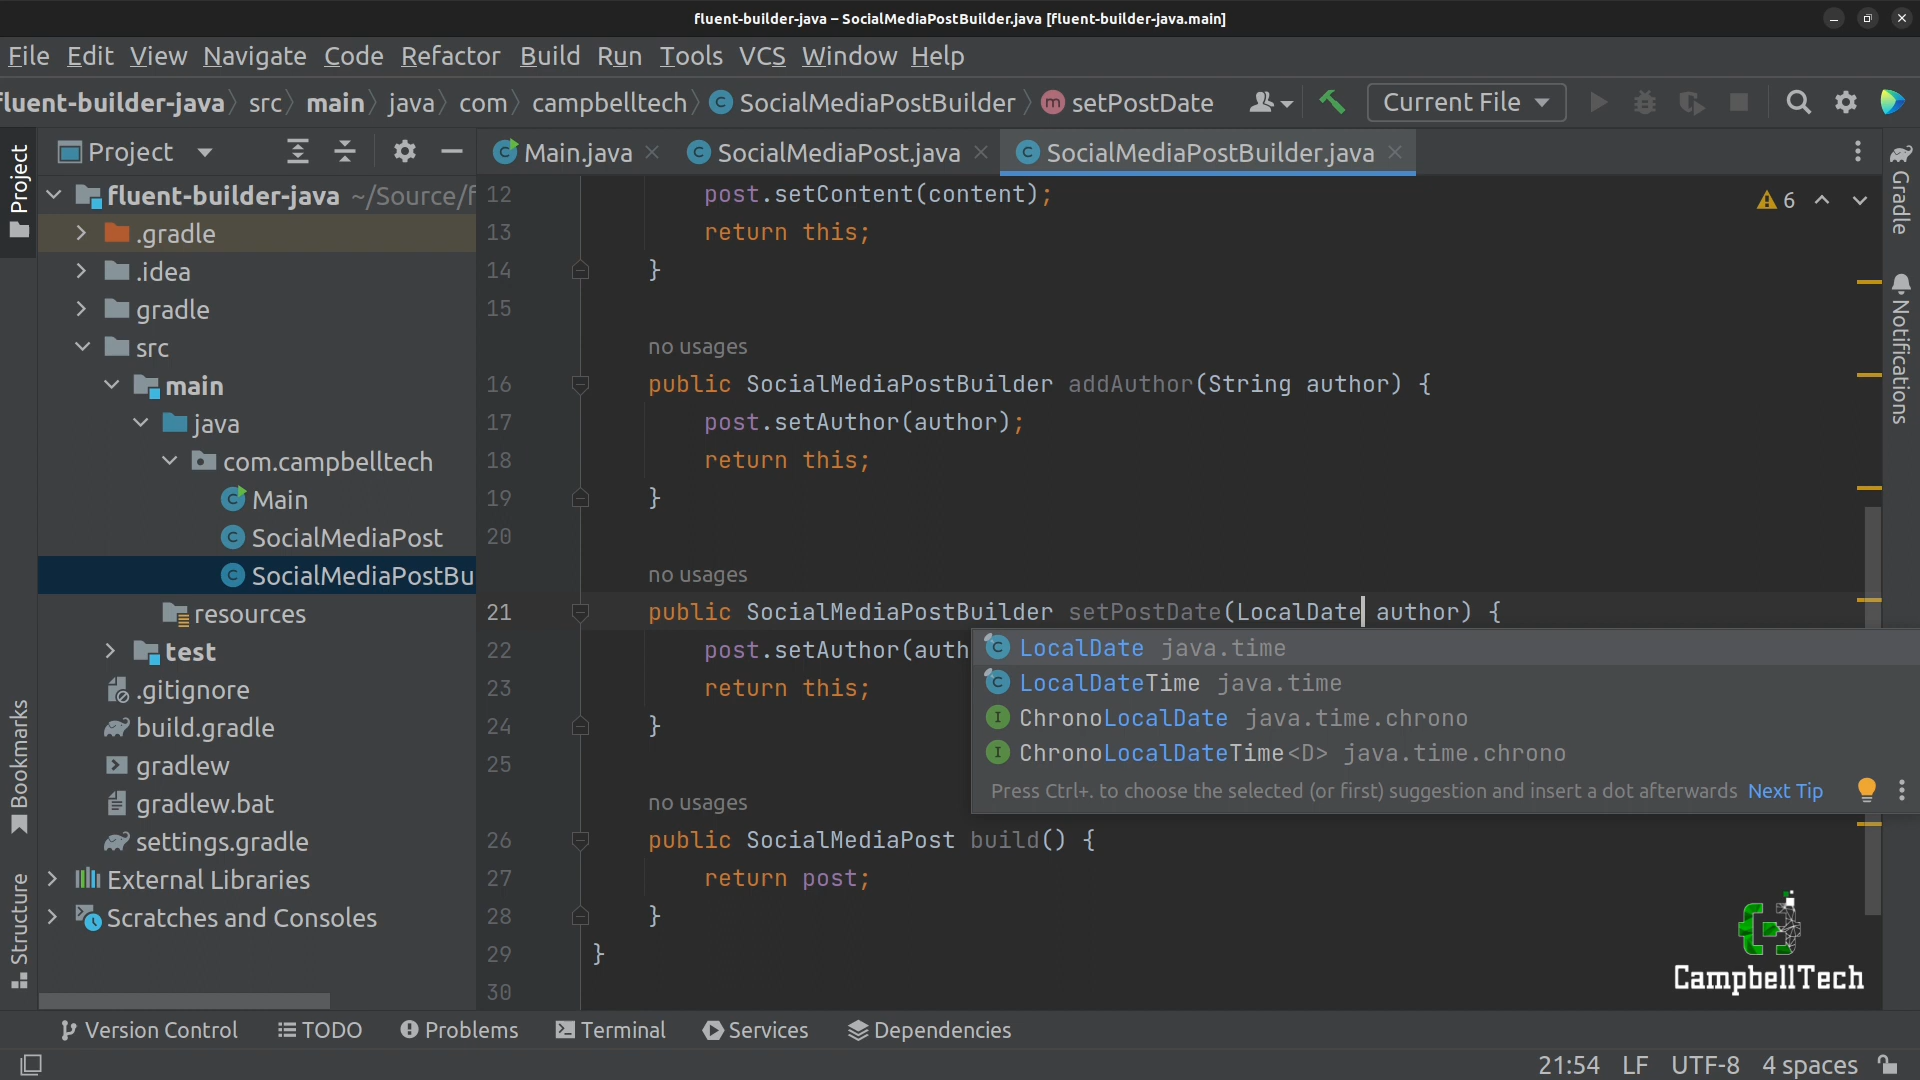 fluent-builder-java – SocialMediaPostBuilder.java [fluent-builder-java.main]
File Edit View Navigate Code Refactor Build Run Tools VCS Window Help
fluent-builder-java src main java com campbelltech SocialMediaPostBuilder setPostDate Current File
Project
Project
Main.java SocialMediaPost.java SocialMediaPostBuilder.java
Gradle
Notifications
Bookmarks
Structure
fluent-builder-java ~/Source/f
.gradle
.idea
gradle
src
main
java
com.campbelltech
Main
SocialMediaPost
SocialMediaPostBu
resources
test
.gitignore
build.gradle
gradlew
gradlew.bat
settings.gradle
External Libraries
Scratches and Consoles
6
12 post.setContent(content);
13 return this;
14 }
15
no usages
16 public SocialMediaPostBuilder addAuthor(String author) {
17 post.setAuthor(author);
18 return this;
19 }
20
no usages
21 public SocialMediaPostBuilder setPostDate(LocalDate author) {
22 post.setAuthor(auth
23 return this;
24 }
25
no usages
26 public SocialMediaPost build() {
27 return post;
28 }
29 }
30
LocalDate java.time
LocalDateTime java.time
ChronoLocalDate java.time.chrono
ChronoLocalDateTime<D> java.time.chrono
Press Ctrl+. to choose the selected (or first) suggestion and insert a dot afterwards Next Tip
CampbellTech
Version Control TODO Problems Terminal Services Dependencies
21:54 LF UTF-8 4 spaces